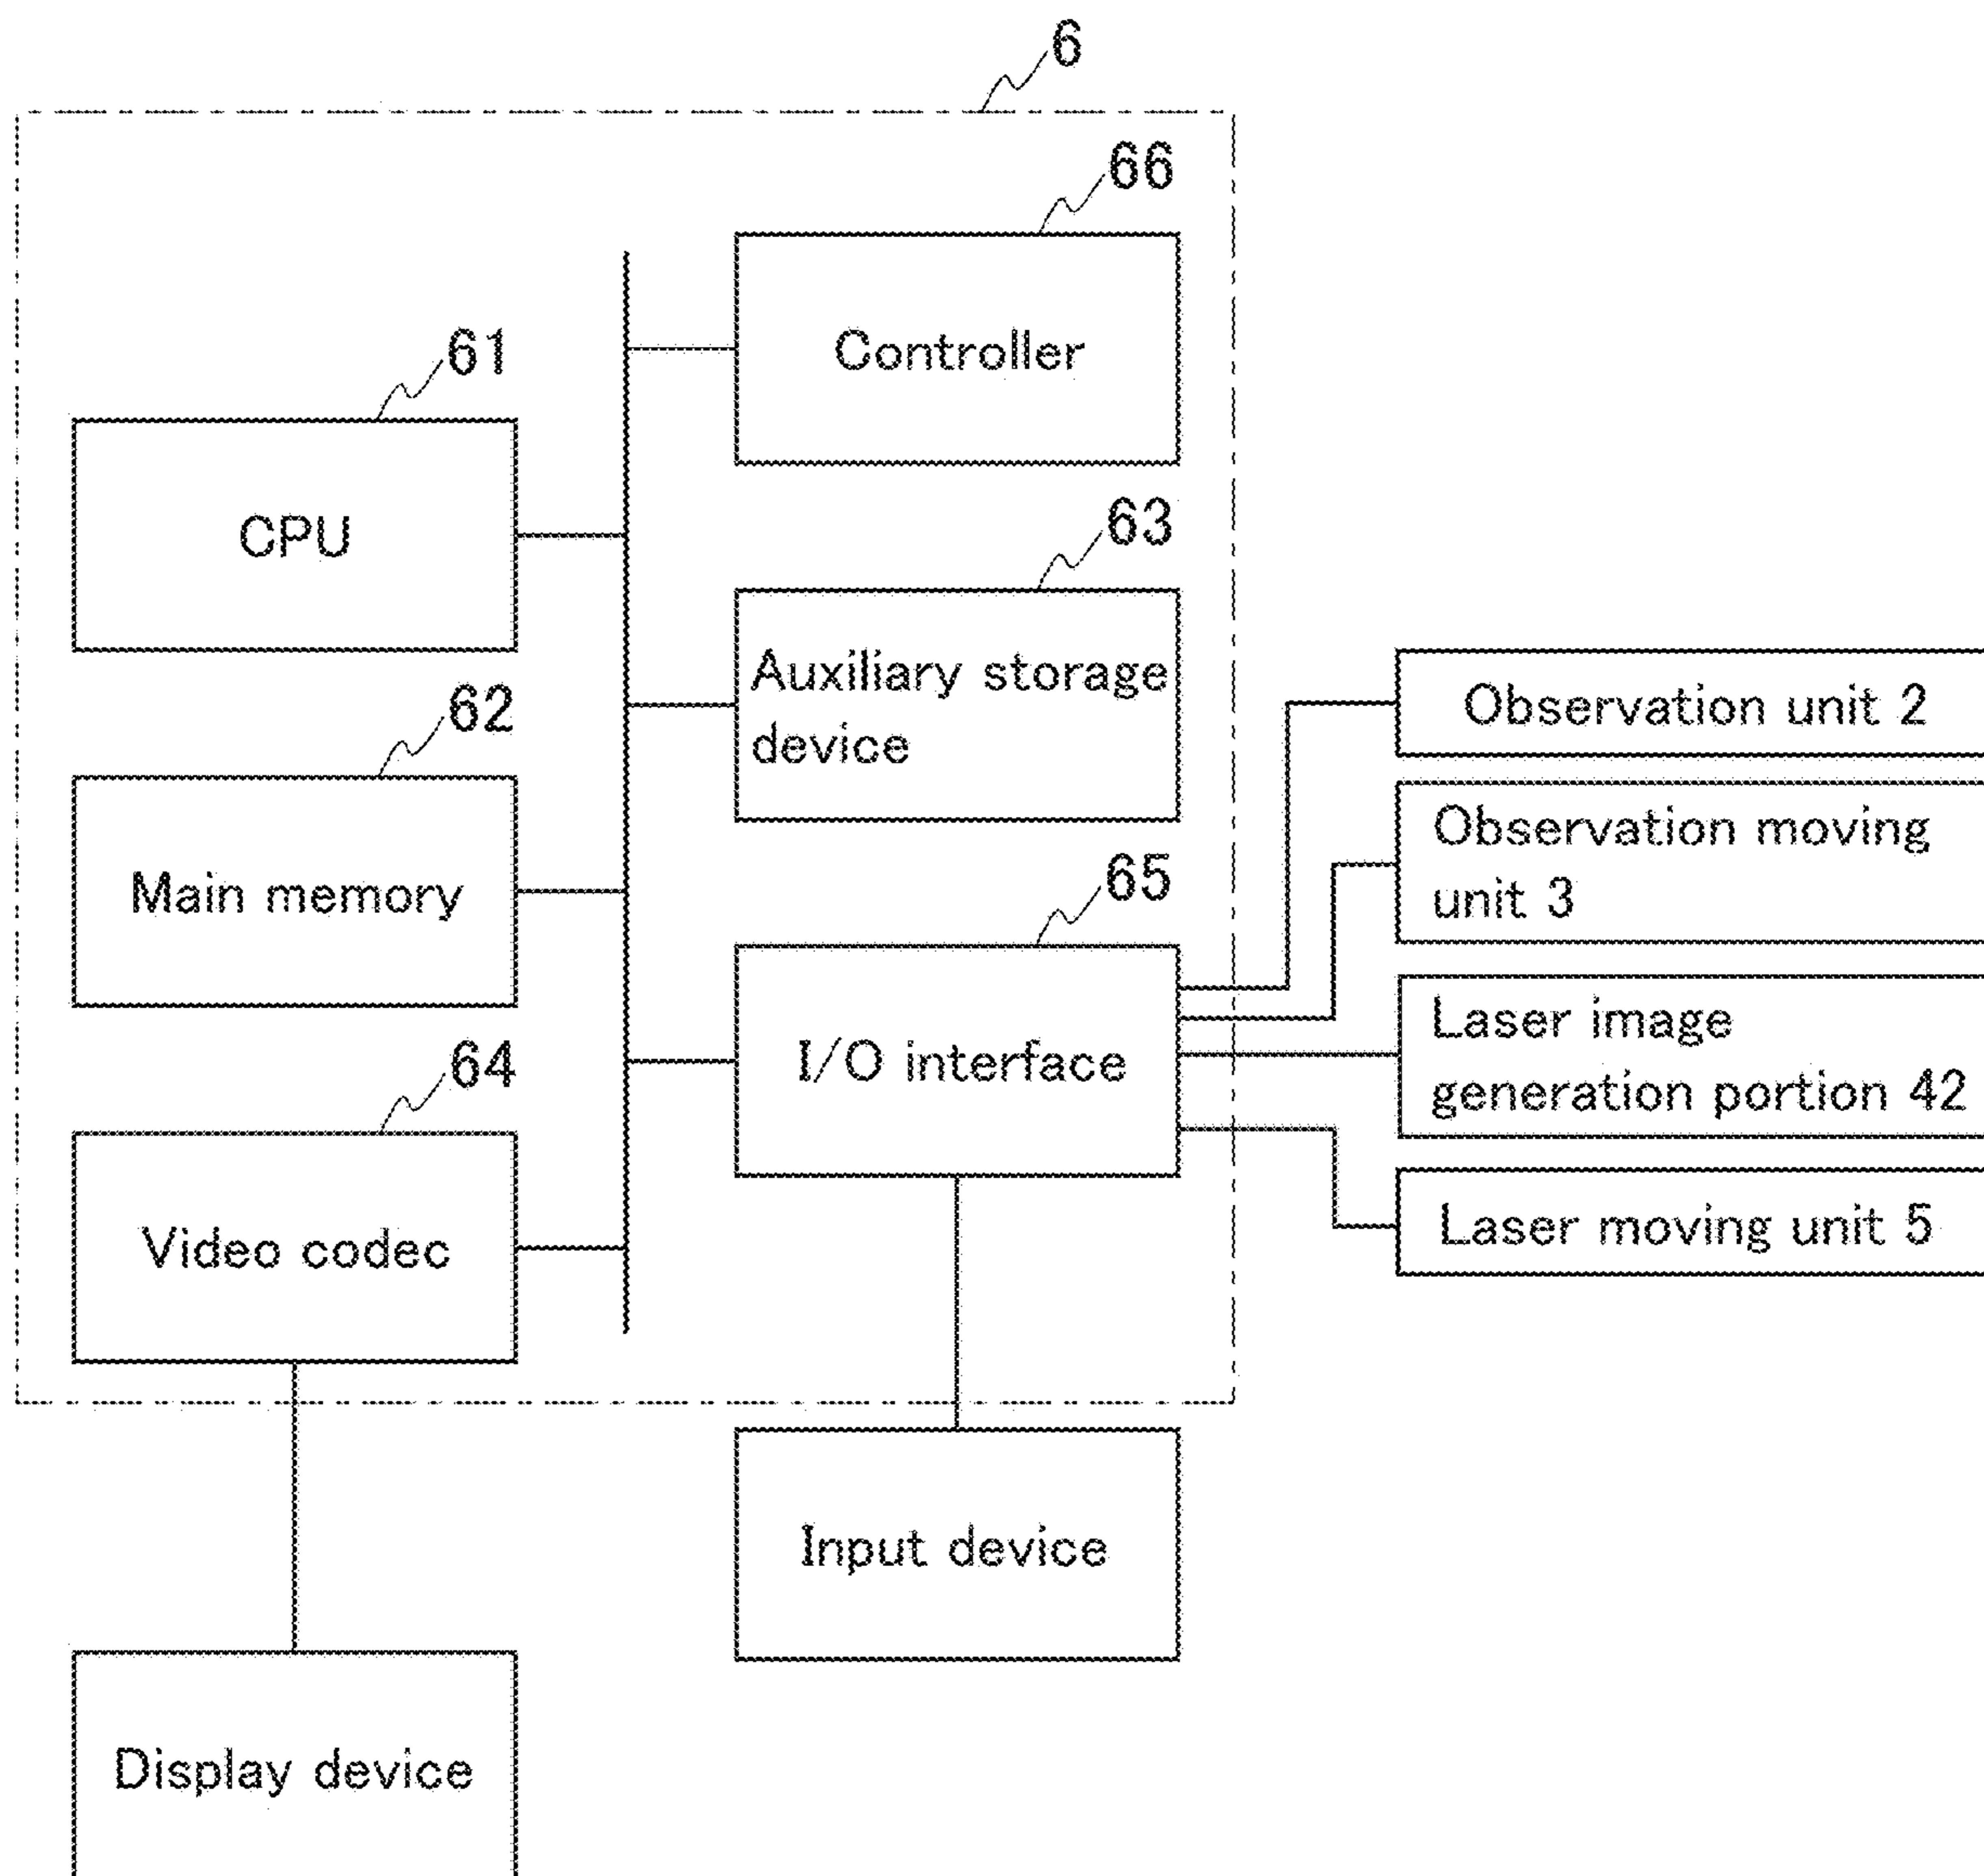 6
66
Controller
61
CPU
63
Auxiliary storage
device
62
Main memory
65
I/O interface
64
Video codec
Observation unit 2
Observation moving
unit 3
Laser image
generation portion 42
Laser moving unit 5
Input device
Display device